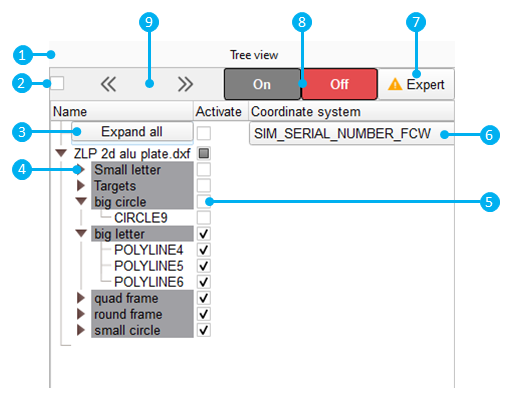 9 8 7
1 Tree view
2 « » On Off Expert
Name Activate Coordinate system
3 Expand all SIM_SERIAL_NUMBER_FCW 6
ZLP 2d alu plate.dxf
4 Small letter
Targets
big circle 5
CIRCLE9
big letter
POLYLINE4
POLYLINE5
POLYLINE6
quad frame
round frame
small circle